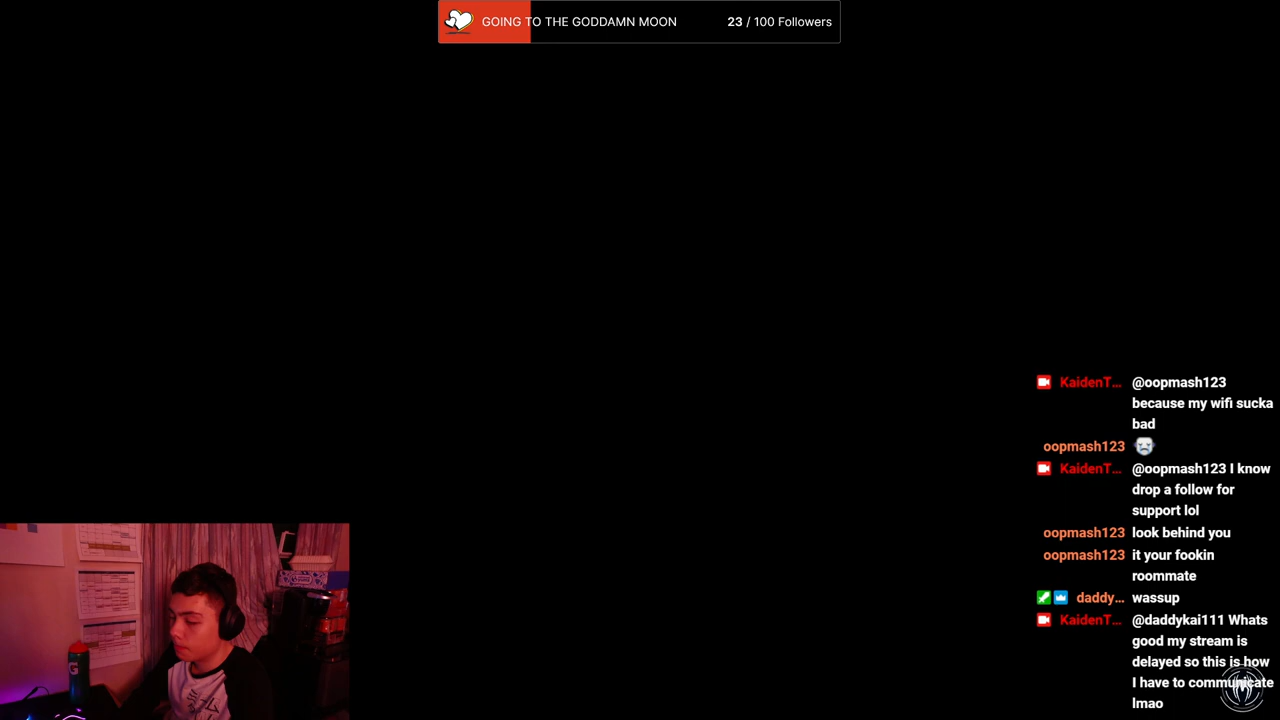 GOING TO THE GODDAMN MOON 23 / 100 Followers
KaidenT... @oopmash123
because my wifi sucka
bad
oopmash123
KaidenT... @oopmash123 I know
drop a follow for
support lol
oopmash123 look behind you
oopmash123 it your fookin
roommate
daddy... wassup
KaidenT... @daddykai111 Whats
good my stream is
delayed so this is how
I have to communicate
lmao
G